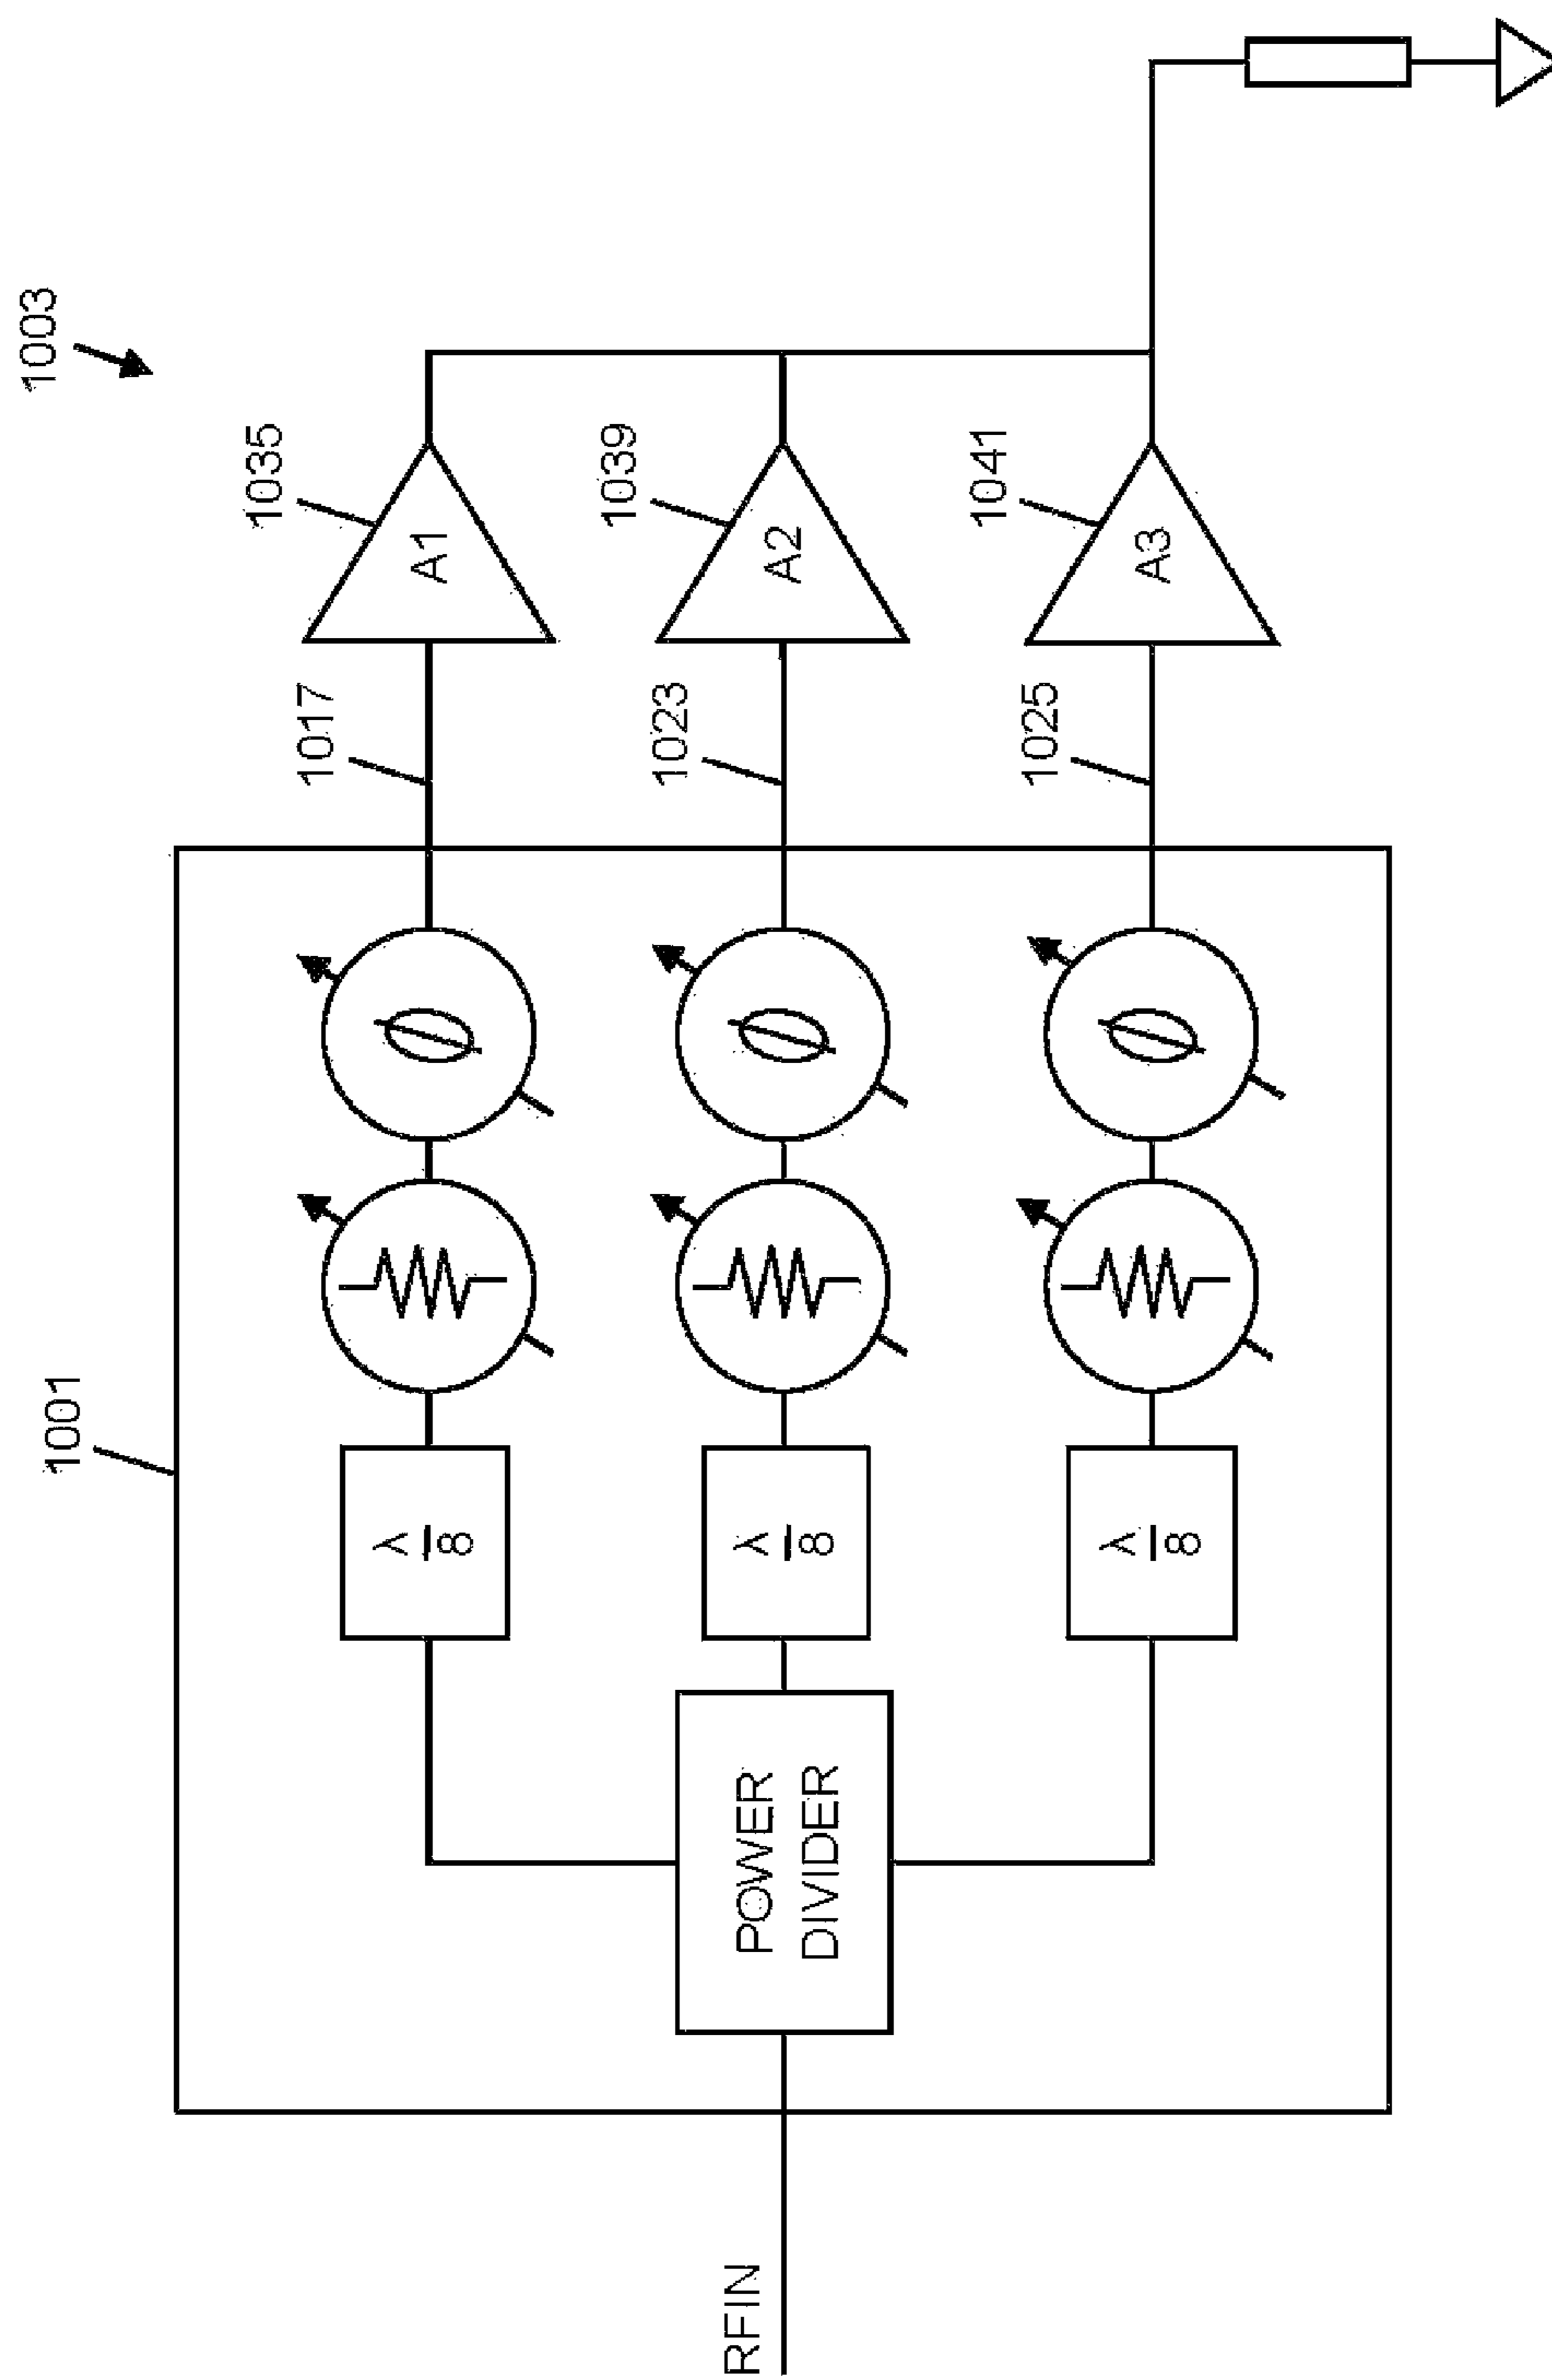 1003
1035
A1
1017
1039
A2
1023
1041
A3
1025
1001
λ
8
λ
8
λ
8
POWER
DIVIDER
RFIN